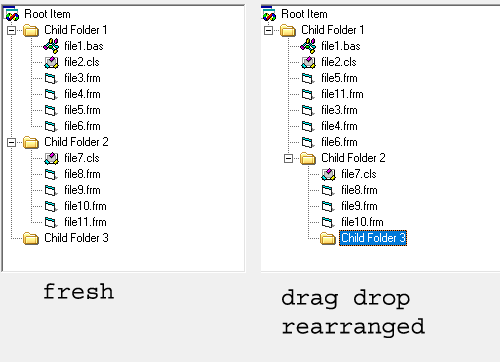 Root Item
Child Folder 1
file1.bas
file2.cls
file3.frm
file4.frm
file5.frm
file6.frm
Child Folder 2
file7.cls
file8.frm
file9.frm
file10.frm
file11.frm
Child Folder 3
fresh
Root Item
Child Folder 1
file1.bas
file2.cls
file5.frm
file11.frm
file3.frm
file4.frm
file6.frm
Child Folder 2
file7.cls
file8.frm
file9.frm
file10.frm
Child Folder 3
drag drop
rearranged